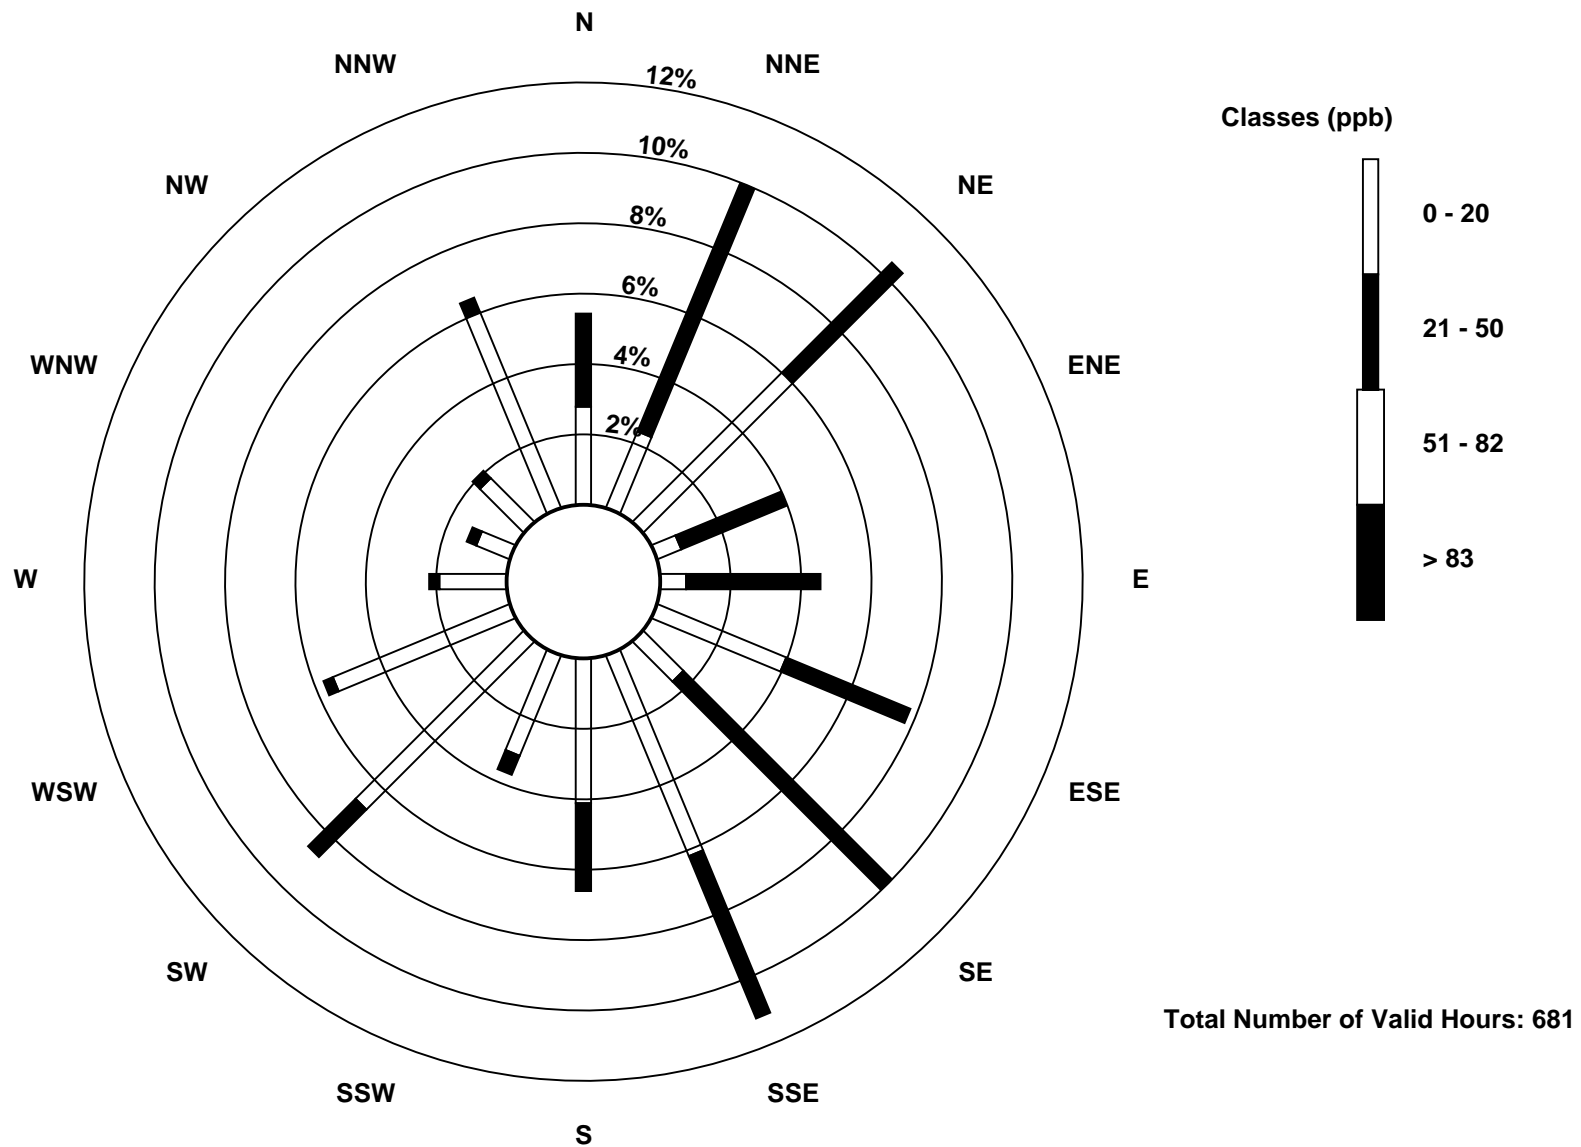 N
NNW
NNE
12%
Classes (ppb)
10%
NW
NE
0 - 20
8%
6%
21 - 50
4%
WNW
ENE
2%
51 - 82
> 83
W
E
WSW
ESE
SW
SE
Total Number of Valid Hours: 681
SSW
SSE
S